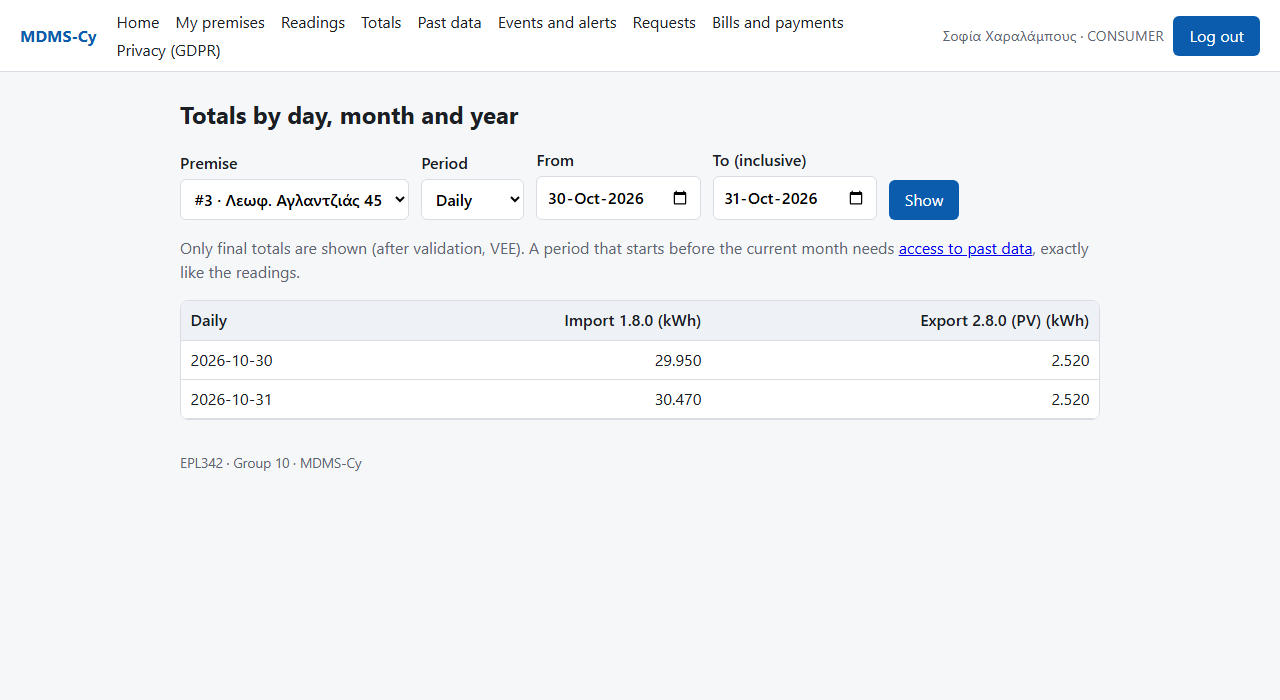 MDMS-Cy
Home My premises Readings Totals Past data Events and alerts Requests Bills and payments
Privacy (GDPR)
Σοφία Χαραλάμπους · CONSUMER
Log out
Totals by day, month and year
Premise Period From To (inclusive)
#3 · Λεωφ. Αγλαντζιάς 45 Daily 30-Oct-2026 31-Oct-2026 Show
Only final totals are shown (after validation, VEE). A period that starts before the current month needs access to past data, exactly
like the readings.
Daily Import 1.8.0 (kWh) Export 2.8.0 (PV) (kWh)
2026-10-30 29.950 2.520
2026-10-31 30.470 2.520
EPL342 · Group 10 · MDMS-Cy